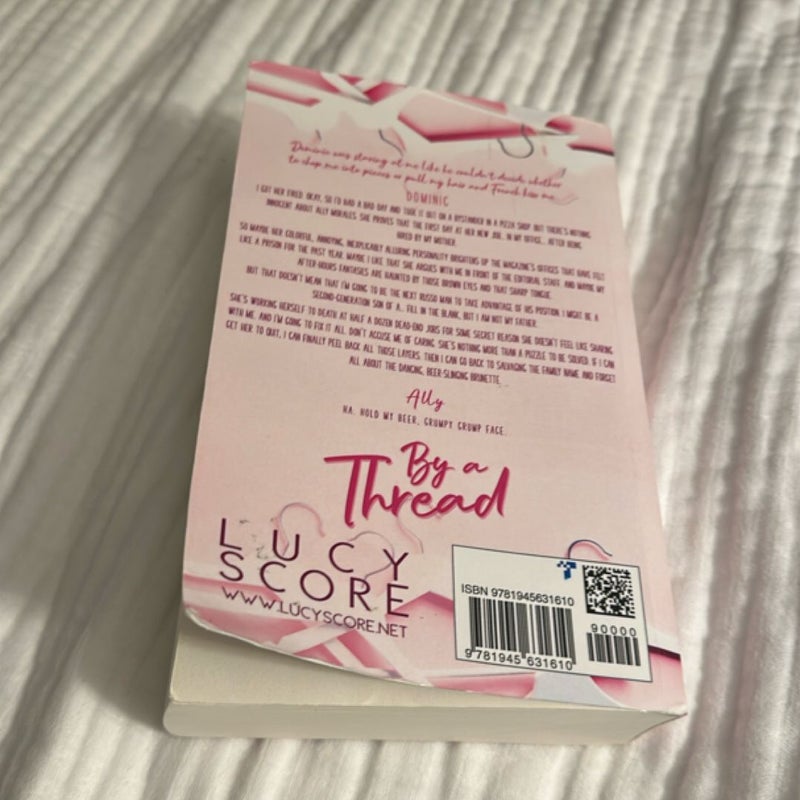 Dominic was staring at me like he couldn't decide whether
to chop me into pieces or pull my hair and French kiss me.
DOMINIC
I GOT HER FIRED. OKAY, SO I'D HAD A BAD DAY AND TOOK IT OUT ON A BYSTANDER IN A PIZZA SHOP. BUT THERE'S NOTHING
INNOCENT ABOUT ALLY MORALES. SHE PROVES THAT THE FIRST DAY AT HER NEW JOB. IN MY OFFICE... AFTER BEING
HIRED BY MY MOTHER.
SO MAYBE HER COLORFUL, ANNOYING, INEXPLICABLY ALLURING PERSONALITY BRIGHTENS UP THE MAGAZINE'S OFFICES THAT HAVE FELT
LIKE A PRISON FOR THE PAST YEAR. MAYBE I LIKE THAT SHE ARGUES WITH ME IN FRONT OF THE EDITORIAL STAFF. AND MAYBE MY
AFTER-HOURS FANTASIES ARE HAUNTED BY THOSE BROWN EYES AND THAT SHARP TONGUE.
BUT THAT DOESN'T MEAN THAT I'M GOING TO BE THE NEXT RUSSO MAN TO TAKE ADVANTAGE OF HIS POSITION. I MIGHT BE A
SECOND-GENERATION SON OF A... FILL IN THE BLANK, BUT I AM NOT MY FATHER.
SHE'S WORKING HERSELF TO DEATH AT HALF A DOZEN DEAD-END JOBS FOR SOME SECRET REASON SHE DOESN'T FEEL LIKE SHARING
WITH ME. AND I'M GOING TO FIX IT ALL. DON'T ACCUSE ME OF CARING. SHE'S NOTHING MORE THAN A PUZZLE TO BE SOLVED. IF I CAN
GET HER TO QUIT, I CAN FINALLY PEEL BACK ALL THOSE LAYERS. THEN I CAN GO BACK TO SALVAGING THE FAMILY NAME AND FORGET
ALL ABOUT THE DANCING, BEER-SLINGING BRUNETTE.
Ally
HA. HOLD MY BEER, GRUMPY GRUMP FACE.
By a
Thread
LUCY
SCORE
WWW.LUCYSCORE.NET
ISBN 9781945631610
90000
9 781945 631610